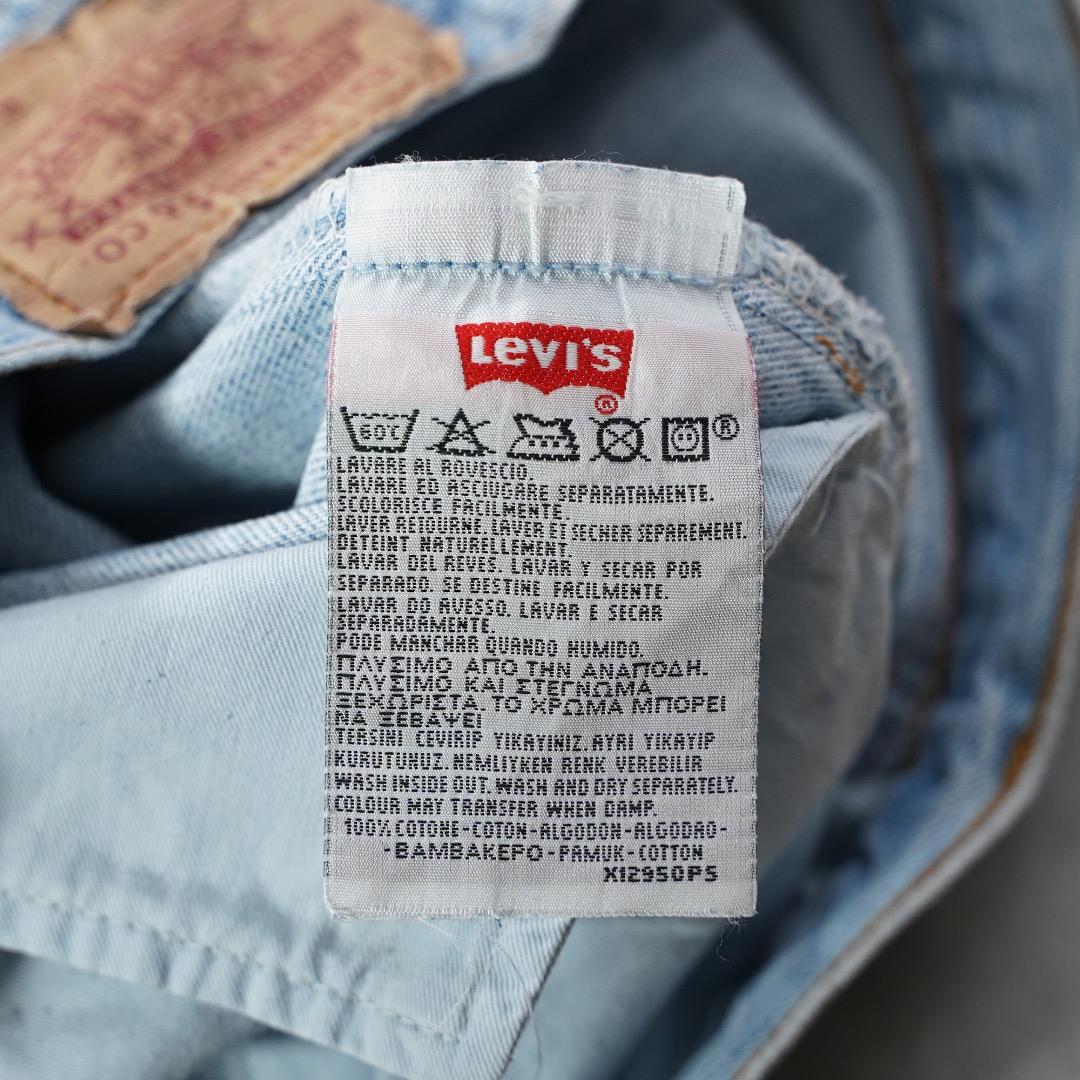 CO.
X
Levi's
®
60°C
®
LAVARE AL ROVESCIO.
LAVARE ED ASCIUGARE SEPARATAMENTE.
SCOLORISCE FACILMENTE.
LAVER RETOURNE. LAVER ET SECHER SEPAREMENT.
DETEINT NATURELLEMENT.
LAVAR DEL REVES. LAVAR Y SECAR POR
SEPARADO. SE DESTINE FACILMENTE.
LAVAR DO AVESSO. LAVAR E SECAR
SEPARADAMENTE.
PODE MANCHAR QUANDO HUMIDO.
ΠΛΥΣΙΜΟ ΑΠΟ ΤΗΝ ΑΝΑΠΟΔΗ.
ΠΛΥΣΙΜΟ ΚΑΙ ΣΤΕΓΝΩΜΑ
ΞΕΧΩΡΙΣΤΑ. ΤΟ ΧΡΩΜΑ ΜΠΟΡΕΙ
ΝΑ ΞΕΒΑΨΕΙ
TERSINI CEVIRIP YIKAYINIZ. AYRI YIKAYIP
KURUTUNUZ. NEMLIYKEN RENK VEREBILIR
WASH INSIDE OUT. WASH AND DRY SEPARATELY.
COLOUR MAY TRANSFER WHEN DAMP.
100% COTONE-COTON-ALGODON-ALGODAO-
-ΒΑΜΒΑΚΕΡΟ-PAMUK-COTTON
X12950PS